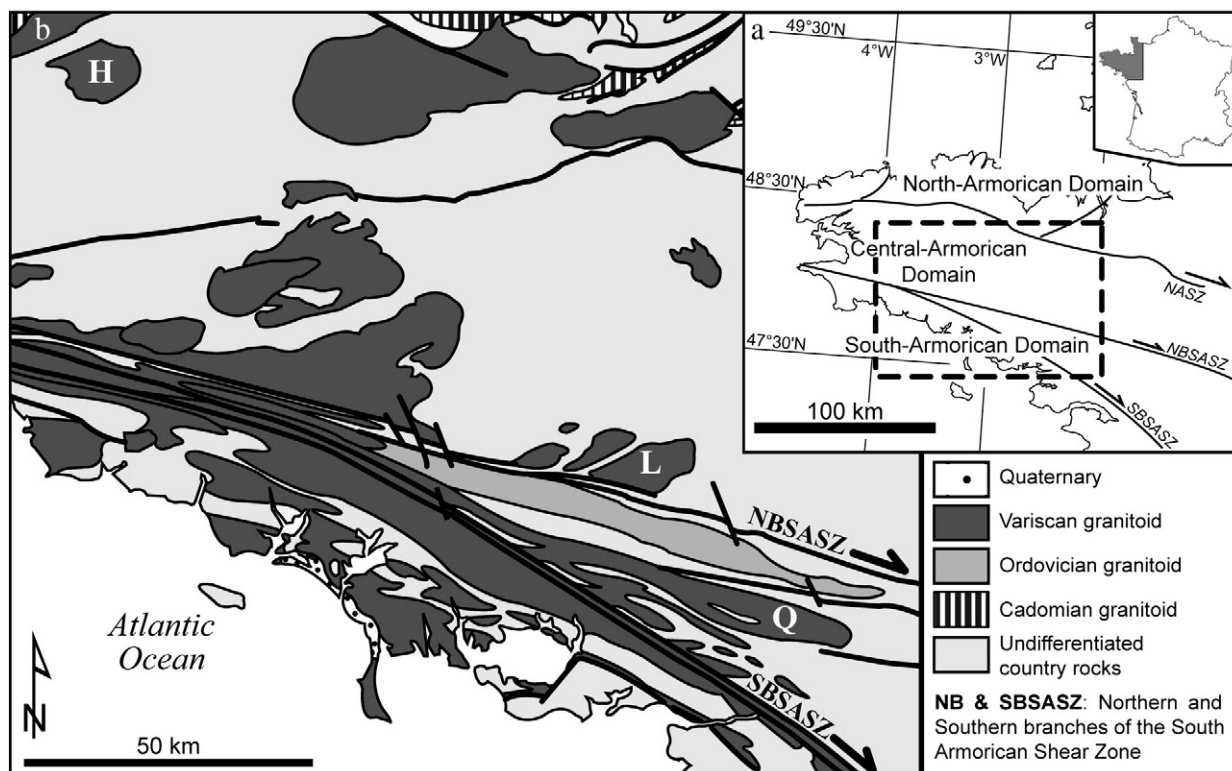 b
H
L
Q
NBSASZ
SBSASZ
Atlantic
Ocean
N
50 km
a
49°30'N
4°W
3°W
48°30'N
North-Armorican Domain
Central-Armorican
Domain
NASZ
47°30'N
South-Armorican Domain
NBSASZ
SBSASZ
100 km
Quaternary
Variscan granitoid
Ordovician granitoid
Cadomian granitoid
Undifferentiated
country rocks
NB & SBSASZ: Northern and
Southern branches of the South
Armorican Shear Zone